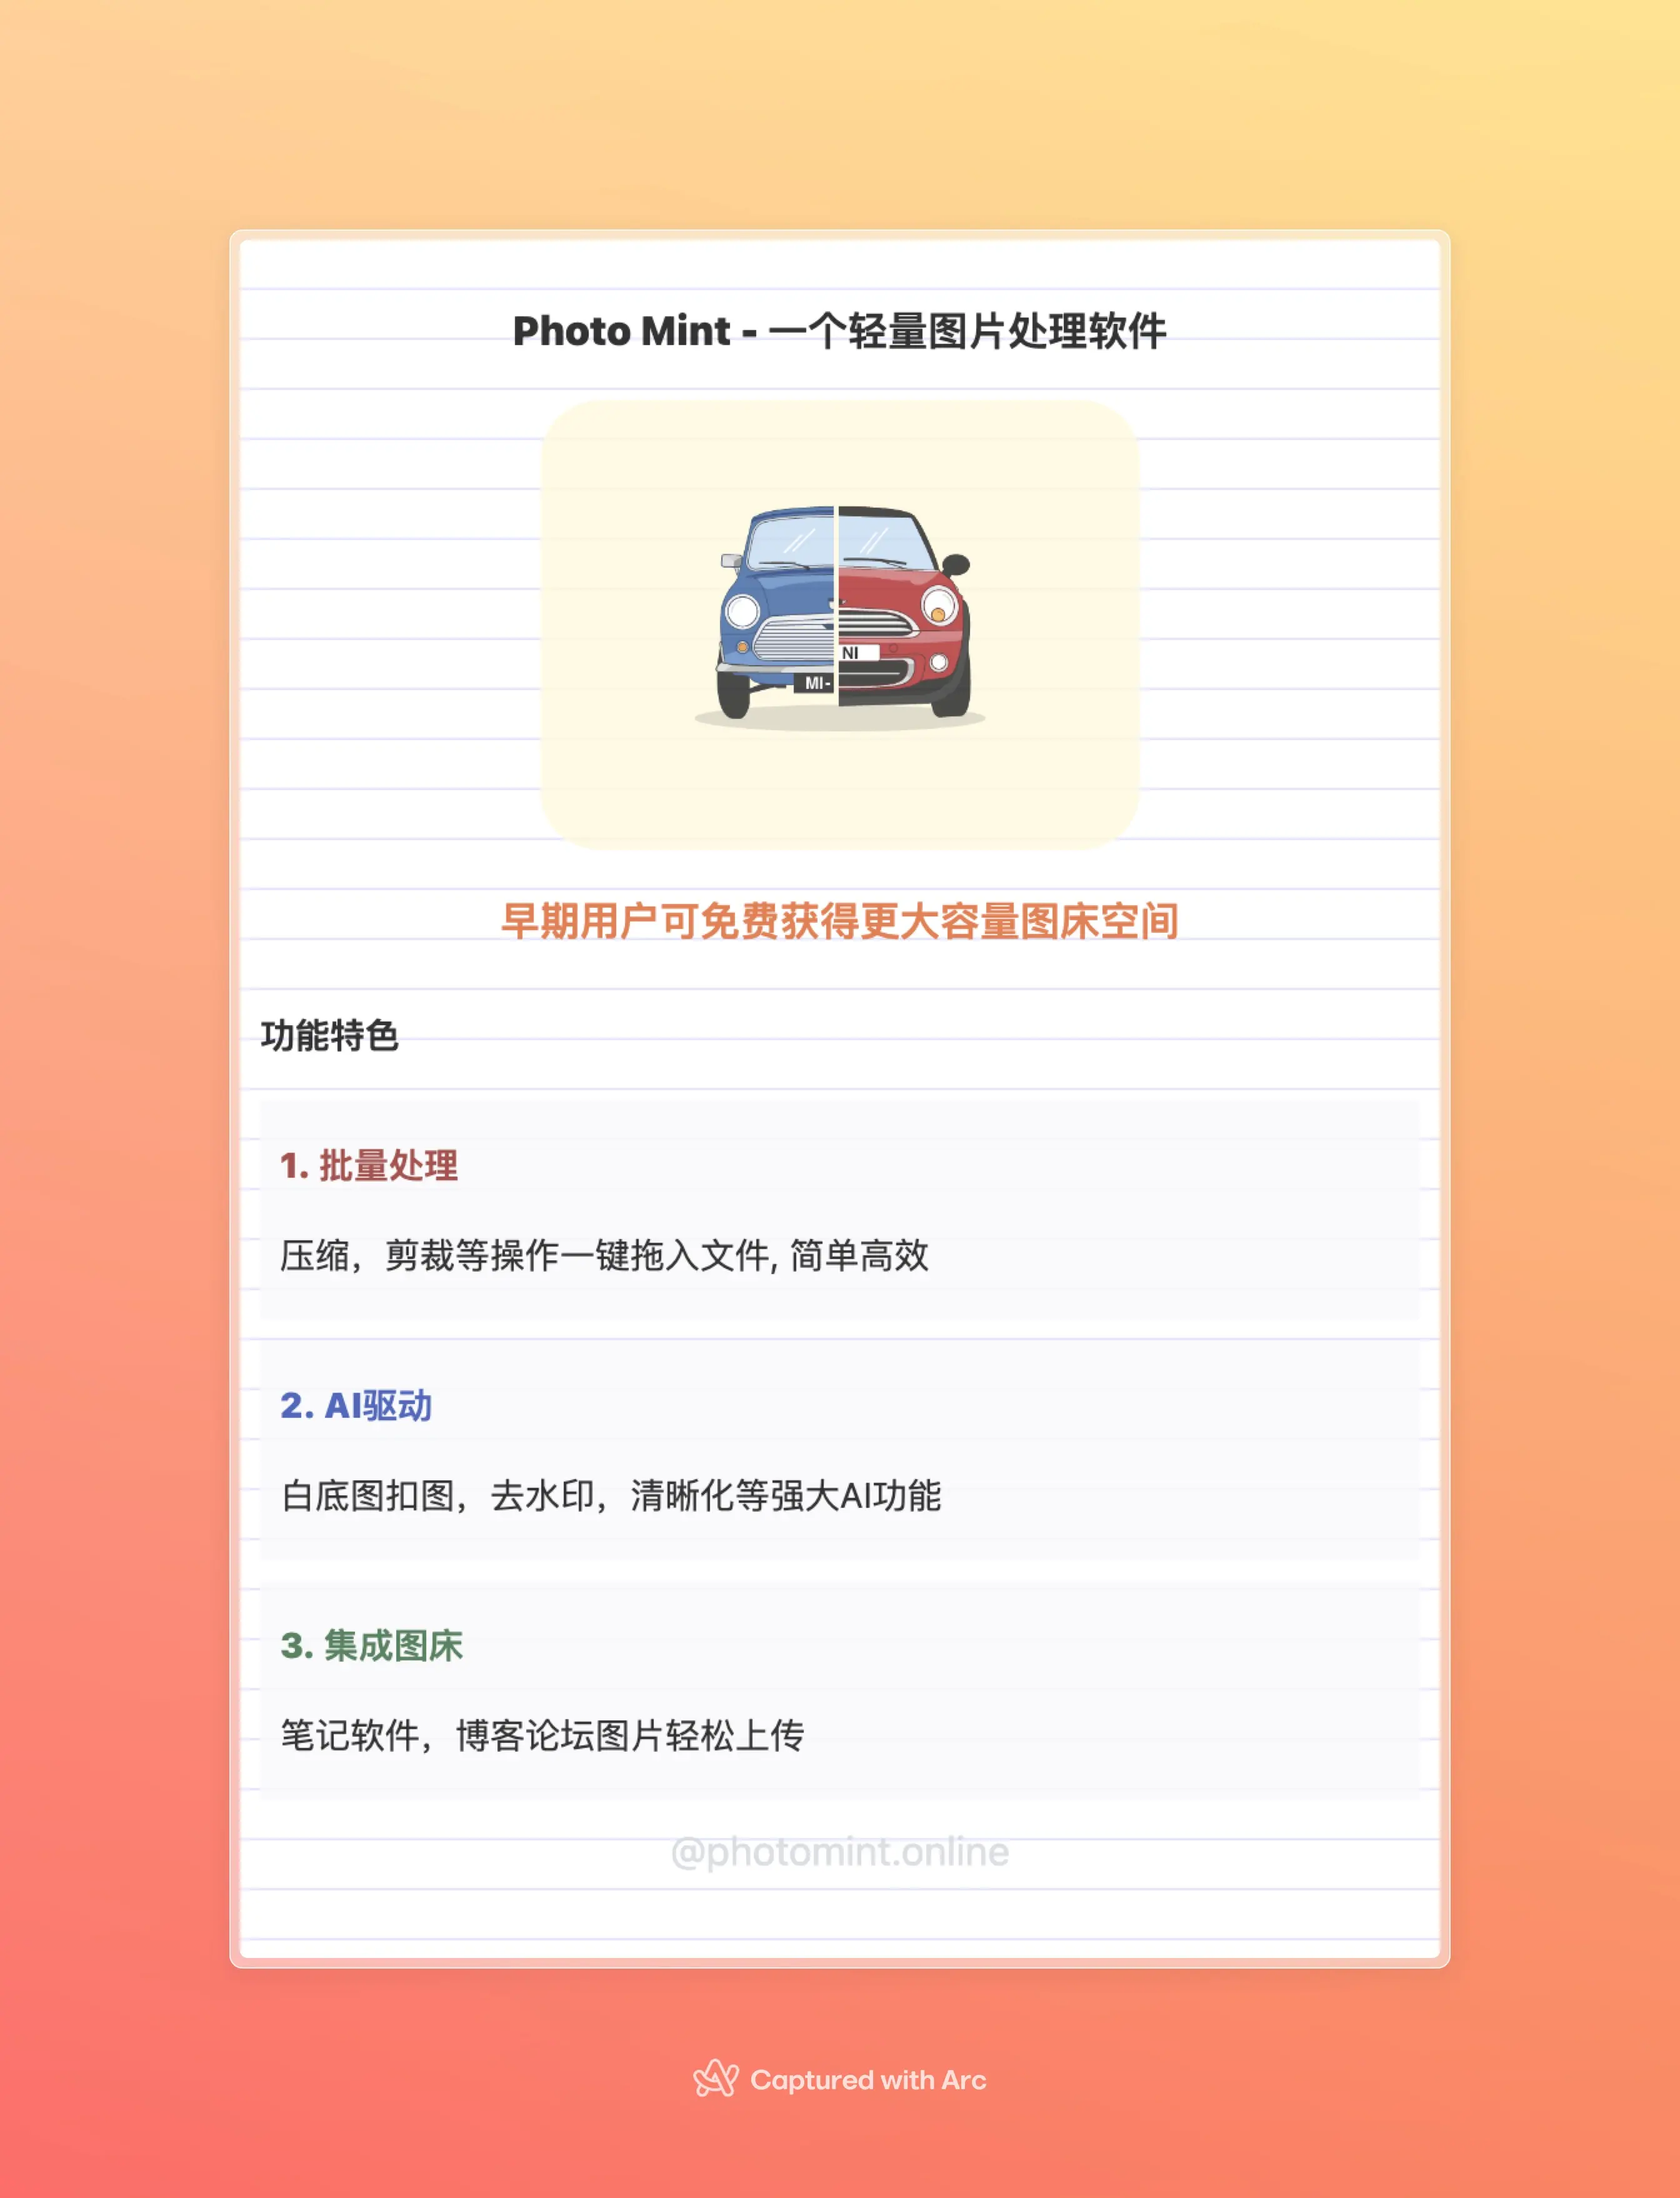 Photo Mint - 一个轻量图片处理软件
MI-
NI
早期用户可免费获得更大容量图床空间
功能特色
1. 批量处理
压缩，剪裁等操作一键拖入文件, 简单高效
2. AI驱动
白底图扣图，去水印，清晰化等强大AI功能
3. 集成图床
笔记软件，博客论坛图片轻松上传
@photomint.online
Captured with Arc